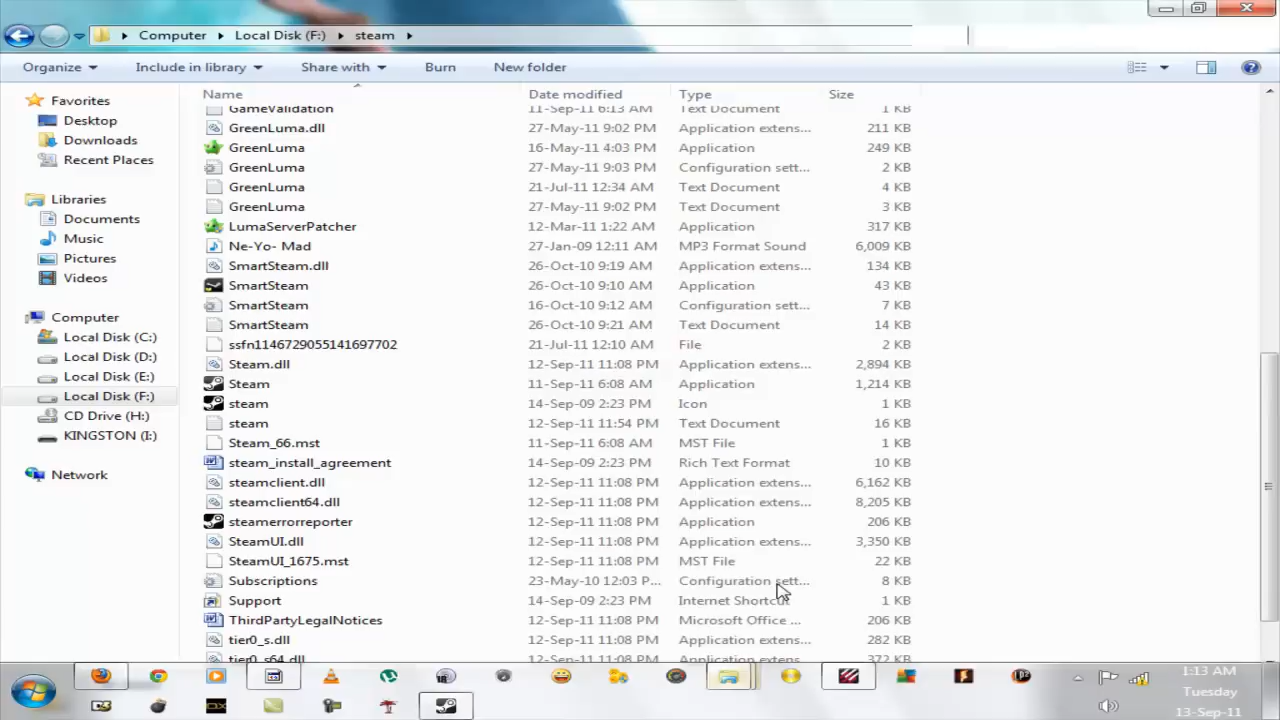 Computer Local Disk (F:) steam
Organize Include in library Share with Burn New folder
Name Date modified Type Size
Favorites
Desktop
Downloads
Recent Places
Libraries
Documents
Music
Pictures
Videos
Computer
Local Disk (C:)
Local Disk (D:)
Local Disk (E:)
Local Disk (F:)
CD Drive (H:)
KINGSTON (I:)
Network
GameValidation 11-Sep-11 6:13 AM Text Document 1 KB
GreenLuma.dll 27-May-11 9:02 PM Application extens... 211 KB
GreenLuma 16-May-11 4:03 PM Application 249 KB
GreenLuma 27-May-11 9:03 PM Configuration sett... 2 KB
GreenLuma 21-Jul-11 12:34 AM Text Document 4 KB
GreenLuma 27-May-11 9:02 PM Text Document 3 KB
LumaServerPatcher 12-Mar-11 1:22 AM Application 317 KB
Ne-Yo- Mad 27-Jan-09 12:11 AM MP3 Format Sound 6,009 KB
SmartSteam.dll 26-Oct-10 9:19 AM Application extens... 134 KB
SmartSteam 26-Oct-10 9:10 AM Application 43 KB
SmartSteam 16-Oct-10 9:12 AM Configuration sett... 7 KB
SmartSteam 26-Oct-10 9:21 AM Text Document 14 KB
ssfn1146729055141697702 21-Jul-11 12:10 AM File 2 KB
Steam.dll 12-Sep-11 11:08 PM Application extens... 2,894 KB
Steam 11-Sep-11 6:08 AM Application 1,214 KB
steam 14-Sep-09 2:23 PM Icon 1 KB
steam 12-Sep-11 11:54 PM Text Document 16 KB
Steam_66.mst 11-Sep-11 6:08 AM MST File 1 KB
steam_install_agreement 14-Sep-09 2:23 PM Rich Text Format 10 KB
steamclient.dll 12-Sep-11 11:08 PM Application extens... 6,162 KB
steamclient64.dll 12-Sep-11 11:08 PM Application extens... 8,205 KB
steamerrorreporter 12-Sep-11 11:08 PM Application 206 KB
SteamUI.dll 12-Sep-11 11:08 PM Application extens... 3,350 KB
SteamUI_1675.mst 12-Sep-11 11:08 PM MST File 22 KB
Subscriptions 23-May-10 12:03 P... Configuration sett... 8 KB
Support 14-Sep-09 2:23 PM Internet Shortcut 1 KB
ThirdPartyLegalNotices 12-Sep-11 11:08 PM Microsoft Office ... 206 KB
tier0_s.dll 12-Sep-11 11:08 PM Application extens... 282 KB
tier0_s64.dll 12-Sep-11 11:08 PM Application extens... 372 KB
1:13 AM
Tuesday
13-Sep-11